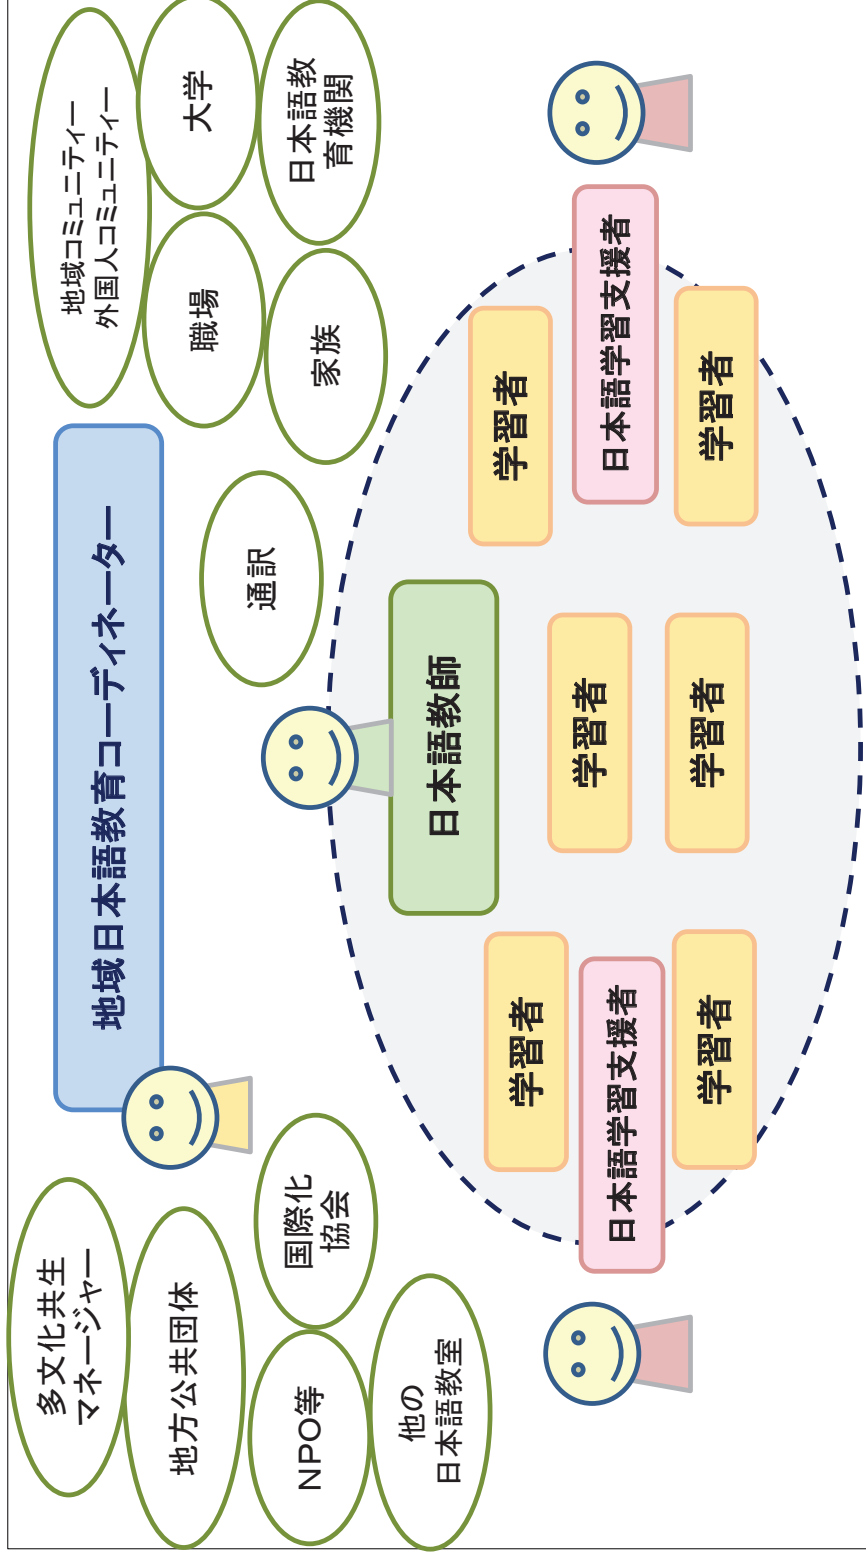 多文化共生
マネージャー
地方公共団体
国際化
協会
NPO等
他の
日本語教室
地域日本語教育コーディネーター
地域コミュニティー
外国人コミュニティー
大学
職場
日本語教
育機関
家族
通訳
日本語教師
学習者
日本語学習支援者
学習者
学習者
学習者
学習者
日本語学習支援者
学習者